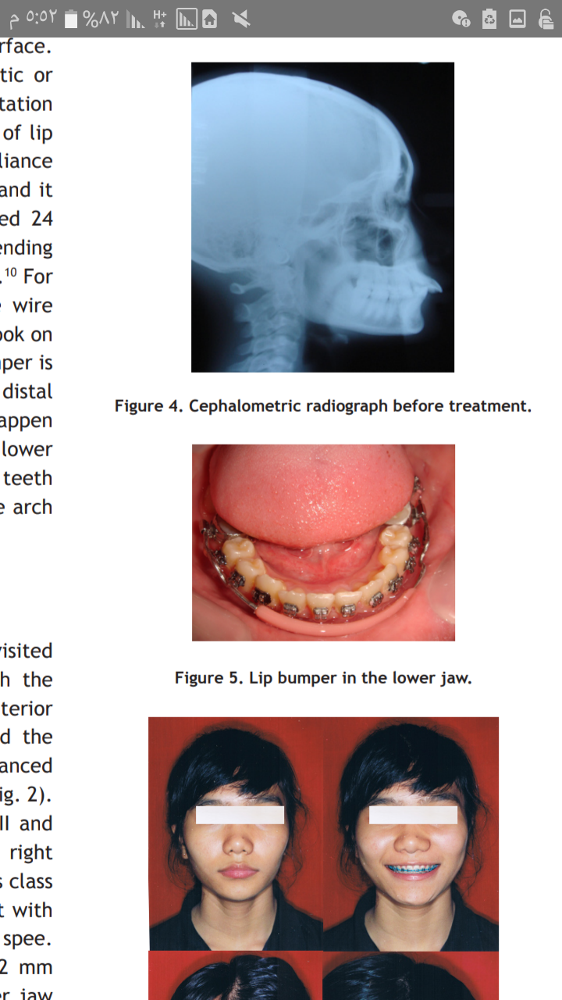 م ٥:٥٢ %٨٢ H+
rface.
tic or
tation
of lip
liance
and it
ed 24
ending
.¹⁰ For
wire
ook on
per is
distal
appen
lower
teeth
e arch
visited
h the
terior
d the
anced
ig. 2).
II and
right
s class
t with
spee.
2 mm
er jaw
Figure 4. Cephalometric radiograph before treatment.
Figure 5. Lip bumper in the lower jaw.